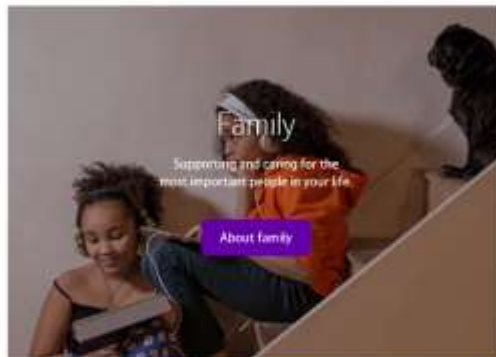 Family
Supporting and caring for the
most important people in your life.
About family